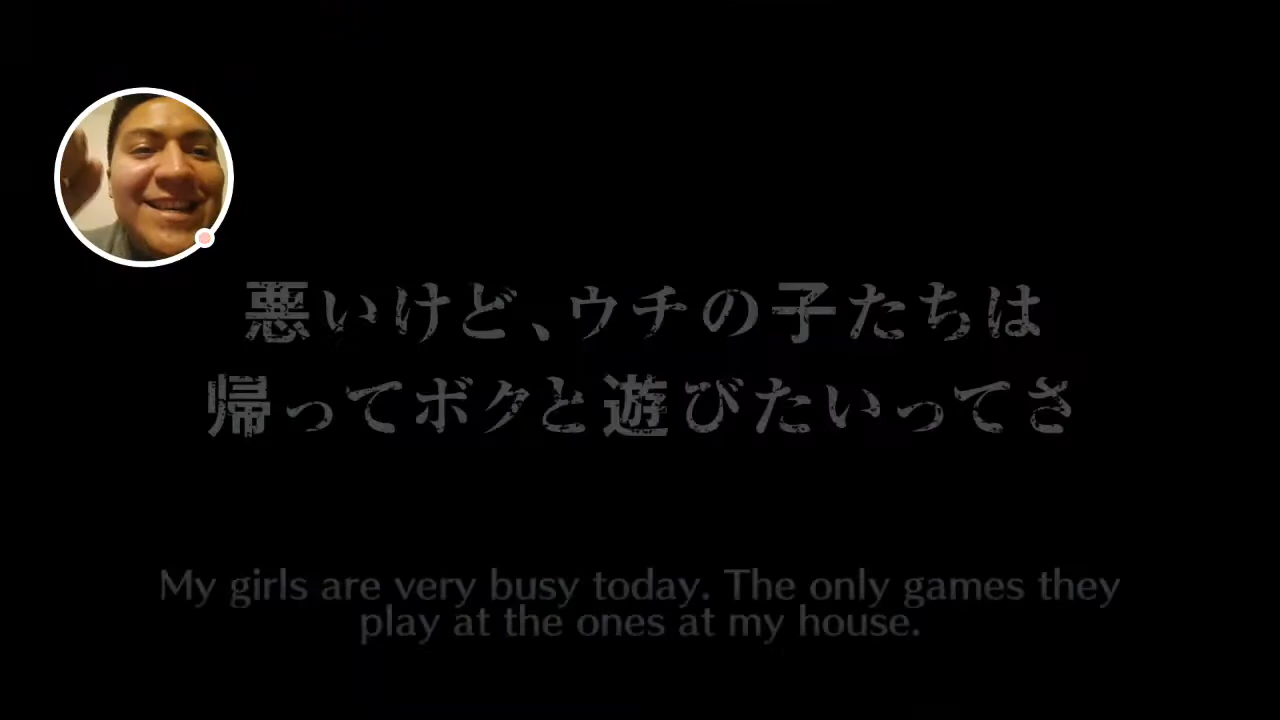 悪いけど、ウチの子たちは
帰ってボクと遊びたいってさ
My girls are very busy today. The only games they
play at the ones at my house.